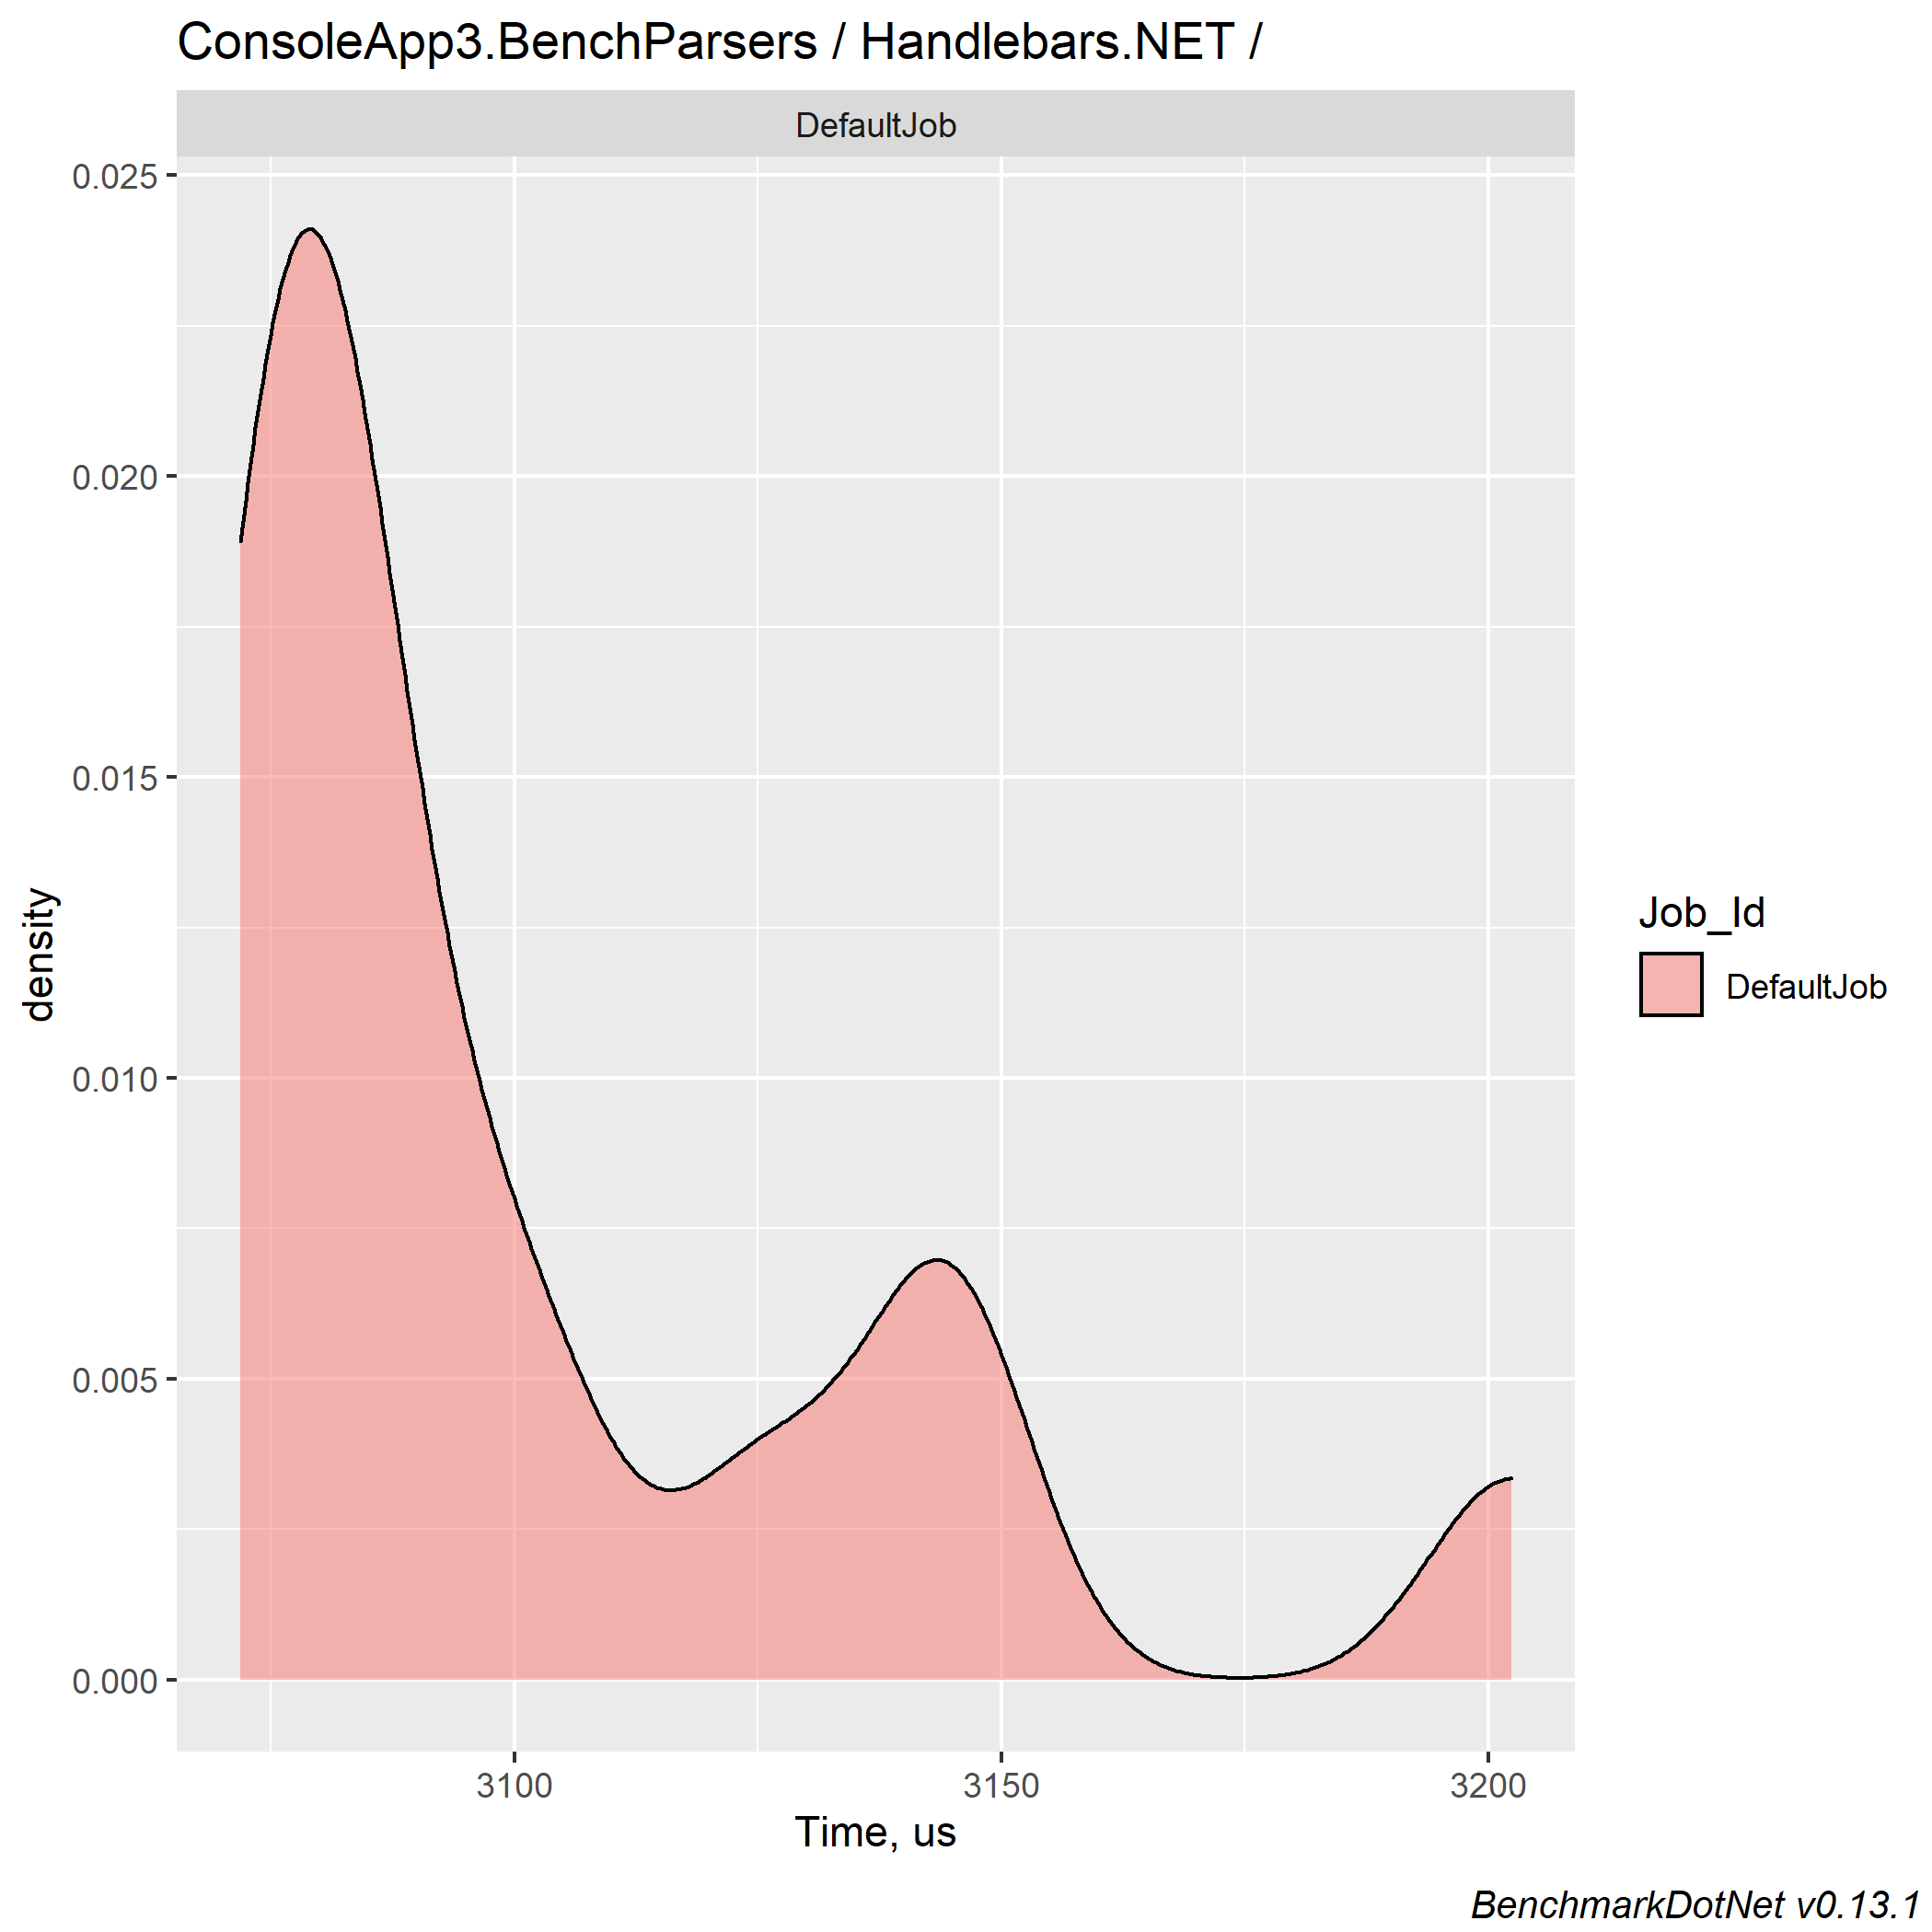 ConsoleApp3.BenchParsers / Handlebars.NET /
DefaultJob
0.025
0.020
0.015
0.010
0.005
0.000
density
3100 3150 3200
Time, us
Job_Id
DefaultJob
BenchmarkDotNet v0.13.1